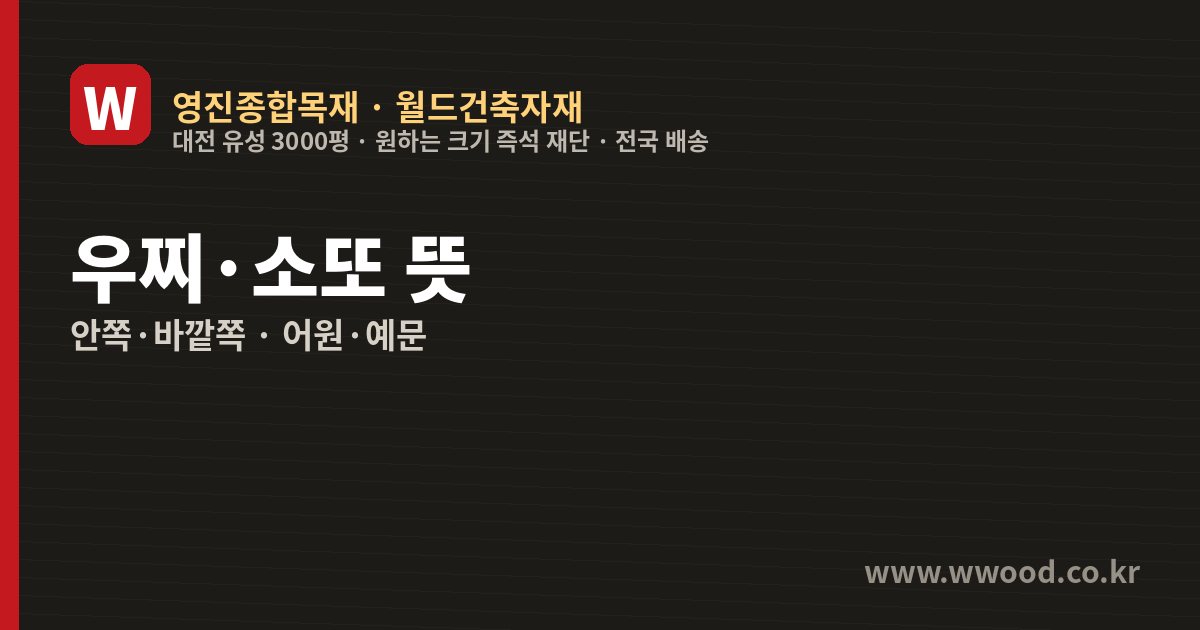 W
영진종합목재 · 월드건축자재
대전 유성 3000평 · 원하는 크기 즉석 재단 · 전국 배송
우찌·소또 뜻
안쪽·바깥쪽 · 어원·예문
www.wwood.co.kr